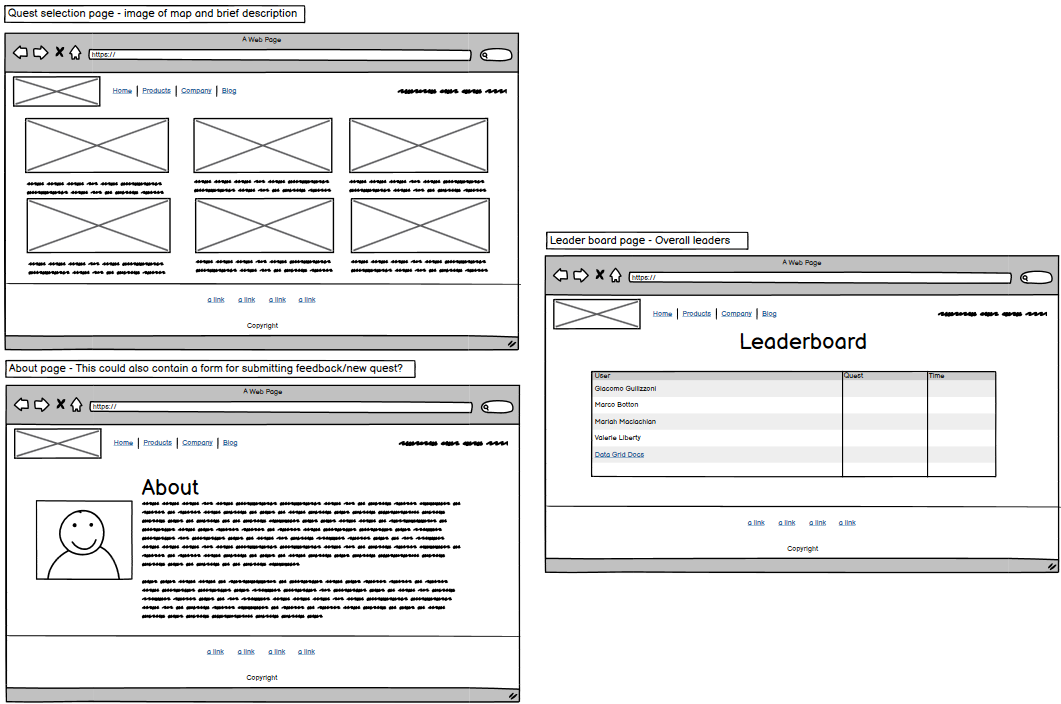 Quest selection page - image of map and brief description
A Web Page
https://
Home | Products | Company | Blog
a link a link a link a link
Copyright
About page - This could also contain a form for submitting feedback/new quest?
A Web Page
https://
Home | Products | Company | Blog
About
a link a link a link a link
Copyright
Leader board page - Overall leaders
A Web Page
https://
Home | Products | Company | Blog
Leaderboard
User Quest Time
Giacomo Guilizzoni
Marco Botton
Mariah Maclachlan
Valerie Liberty
Data Grid Docs
a link a link a link a link
Copyright